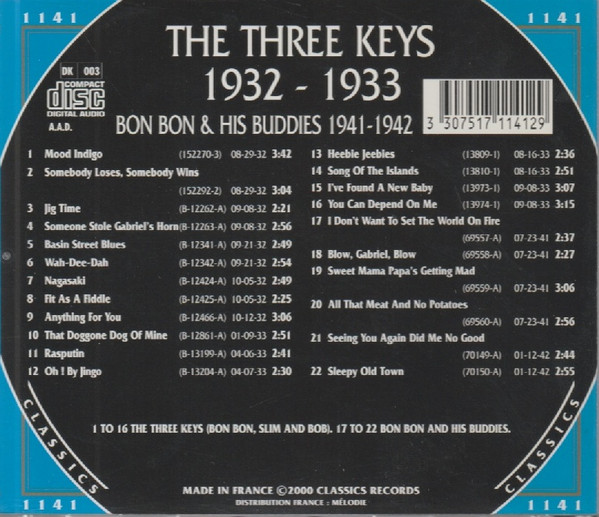 1141
1141
THE THREE KEYS
DK 003
1932 - 1933
COMPACT
disc
DIGITAL AUDIO
A.A.D.
BON BON & HIS BUDDIES 1941-1942
3 307517 114129
1 Mood Indigo (152270-3) 08-29-32 3:42
2 Somebody Loses, Somebody Wins
(152292-2) 08-29-32 3:04
3 Jig Time (B-12262-A) 09-08-32 2:21
4 Someone Stole Gabriel's Horn (B-12263-A) 09-08-32 2:56
5 Basin Street Blues (B-12341-A) 09-21-32 2:49
6 Wah-Dee-Dah (B-12342-A) 09-21-32 2:54
7 Nagasaki (B-12424-A) 10-05-32 2:49
8 Fit As A Fiddle (B-12425-A) 10-05-32 2:25
9 Anything For You (B-12466-A) 10-12-32 3:06
10 That Doggone Dog Of Mine (B-12861-A) 01-09-33 2:51
11 Rasputin (B-13199-A) 04-06-33 2:41
12 Oh ! By Jingo (B-13204-A) 04-07-33 2:30
13 Heebie Jeebies (13809-1) 08-16-33 2:36
14 Song Of The Islands (13810-1) 08-16-33 2:51
15 I've Found A New Baby (13973-1) 09-08-33 3:07
16 You Can Depend On Me (13974-1) 09-08-33 3:15
17 I Don't Want To Set The World On Fire
(69557-A) 07-23-41 2:37
18 Blow, Gabriel, Blow (69558-A) 07-23-41 2:27
19 Sweet Mama Papa's Getting Mad
(69559-A) 07-23-41 3:06
20 All That Meat And No Potatoes
(69560-A) 07-23-41 2:56
21 Seeing You Again Did Me No Good
(70149-A) 01-12-42 2:44
22 Sleepy Old Town (70150-A) 01-12-42 2:55
1 TO 16 THE THREE KEYS (BON BON, SLIM AND BOB). 17 TO 22 BON BON AND HIS BUDDIES.
CLASSICS
CLASSICS
MADE IN FRANCE ©2000 CLASSICS RECORDS
DISTRIBUTION FRANCE : MÉLODIE
1141
1141